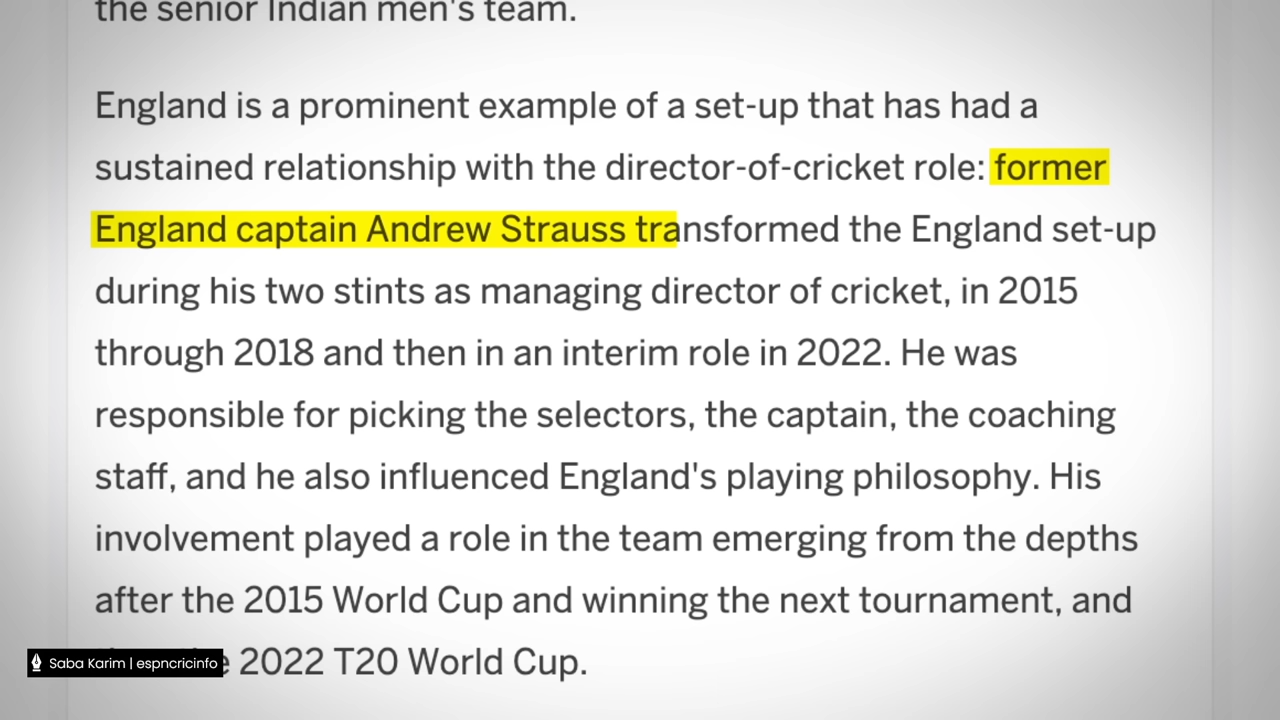 the senior Indian men's team.
England is a prominent example of a set-up that has had a
sustained relationship with the director-of-cricket role: former
England captain Andrew Strauss transformed the England set-up
during his two stints as managing director of cricket, in 2015
through 2018 and then in an interim role in 2022. He was
responsible for picking the selectors, the captain, the coaching
staff, and he also influenced England's playing philosophy. His
involvement played a role in the team emerging from the depths
after the 2015 World Cup and winning the next tournament, and
2022 T20 World Cup.
Saba Karim | espncricinfo